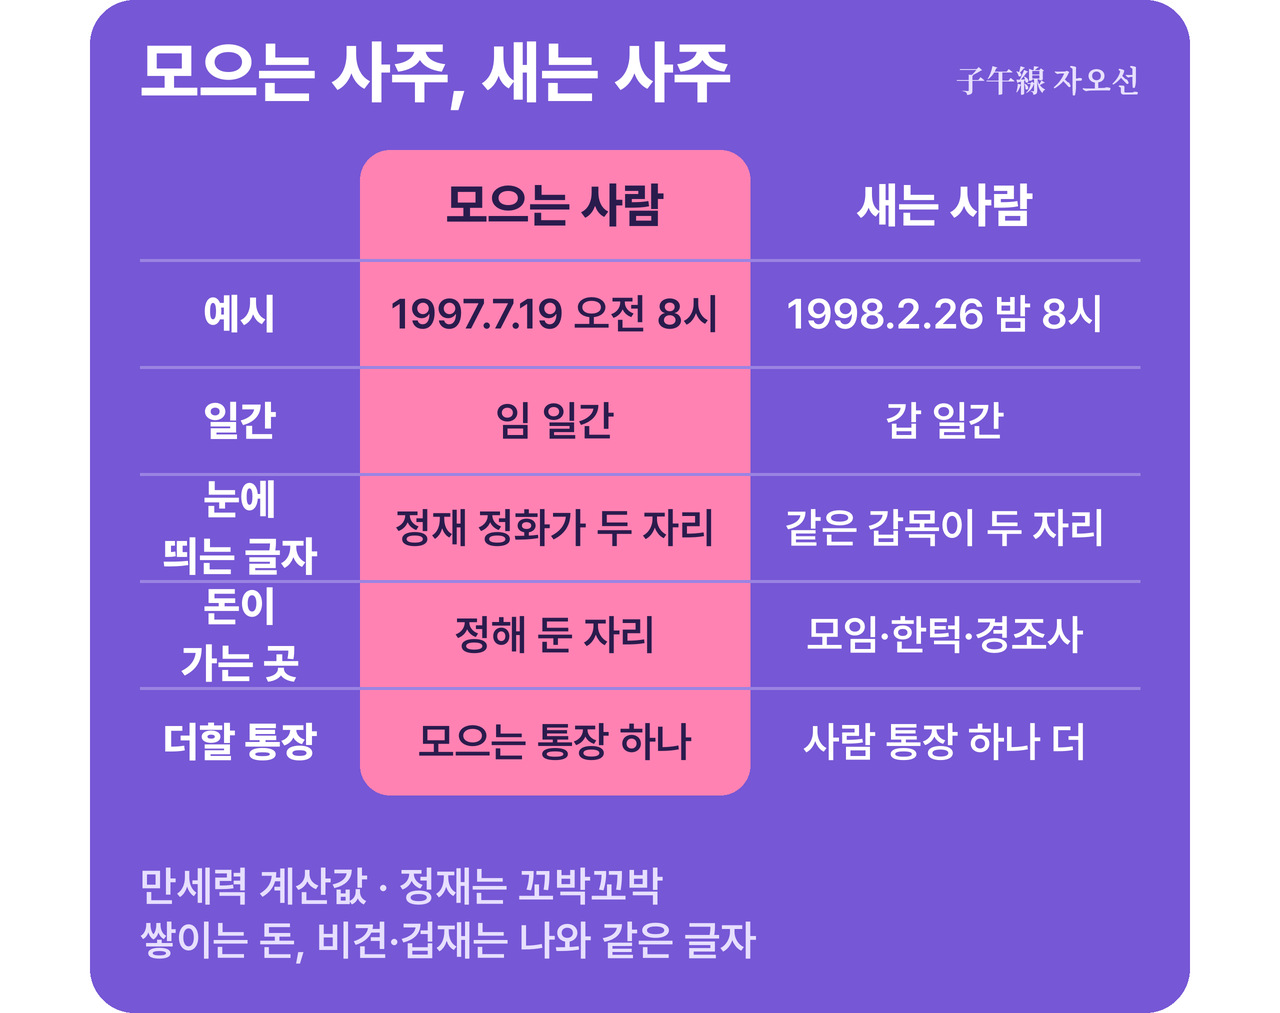 모으는 사주, 새는 사주
子午線 자오선
모으는 사람
새는 사람
예시
1997.7.19 오전 8시
1998.2.26 밤 8시
일간
임 일간
갑 일간
눈에
띄는 글자
정재 정화가 두 자리
같은 갑목이 두 자리
돈이
가는 곳
정해 둔 자리
모임·한턱·경조사
더할 통장
모으는 통장 하나
사람 통장 하나 더
만세력 계산값 · 정재는 꼬박꼬박
쌓이는 돈, 비견·겁재는 나와 같은 글자